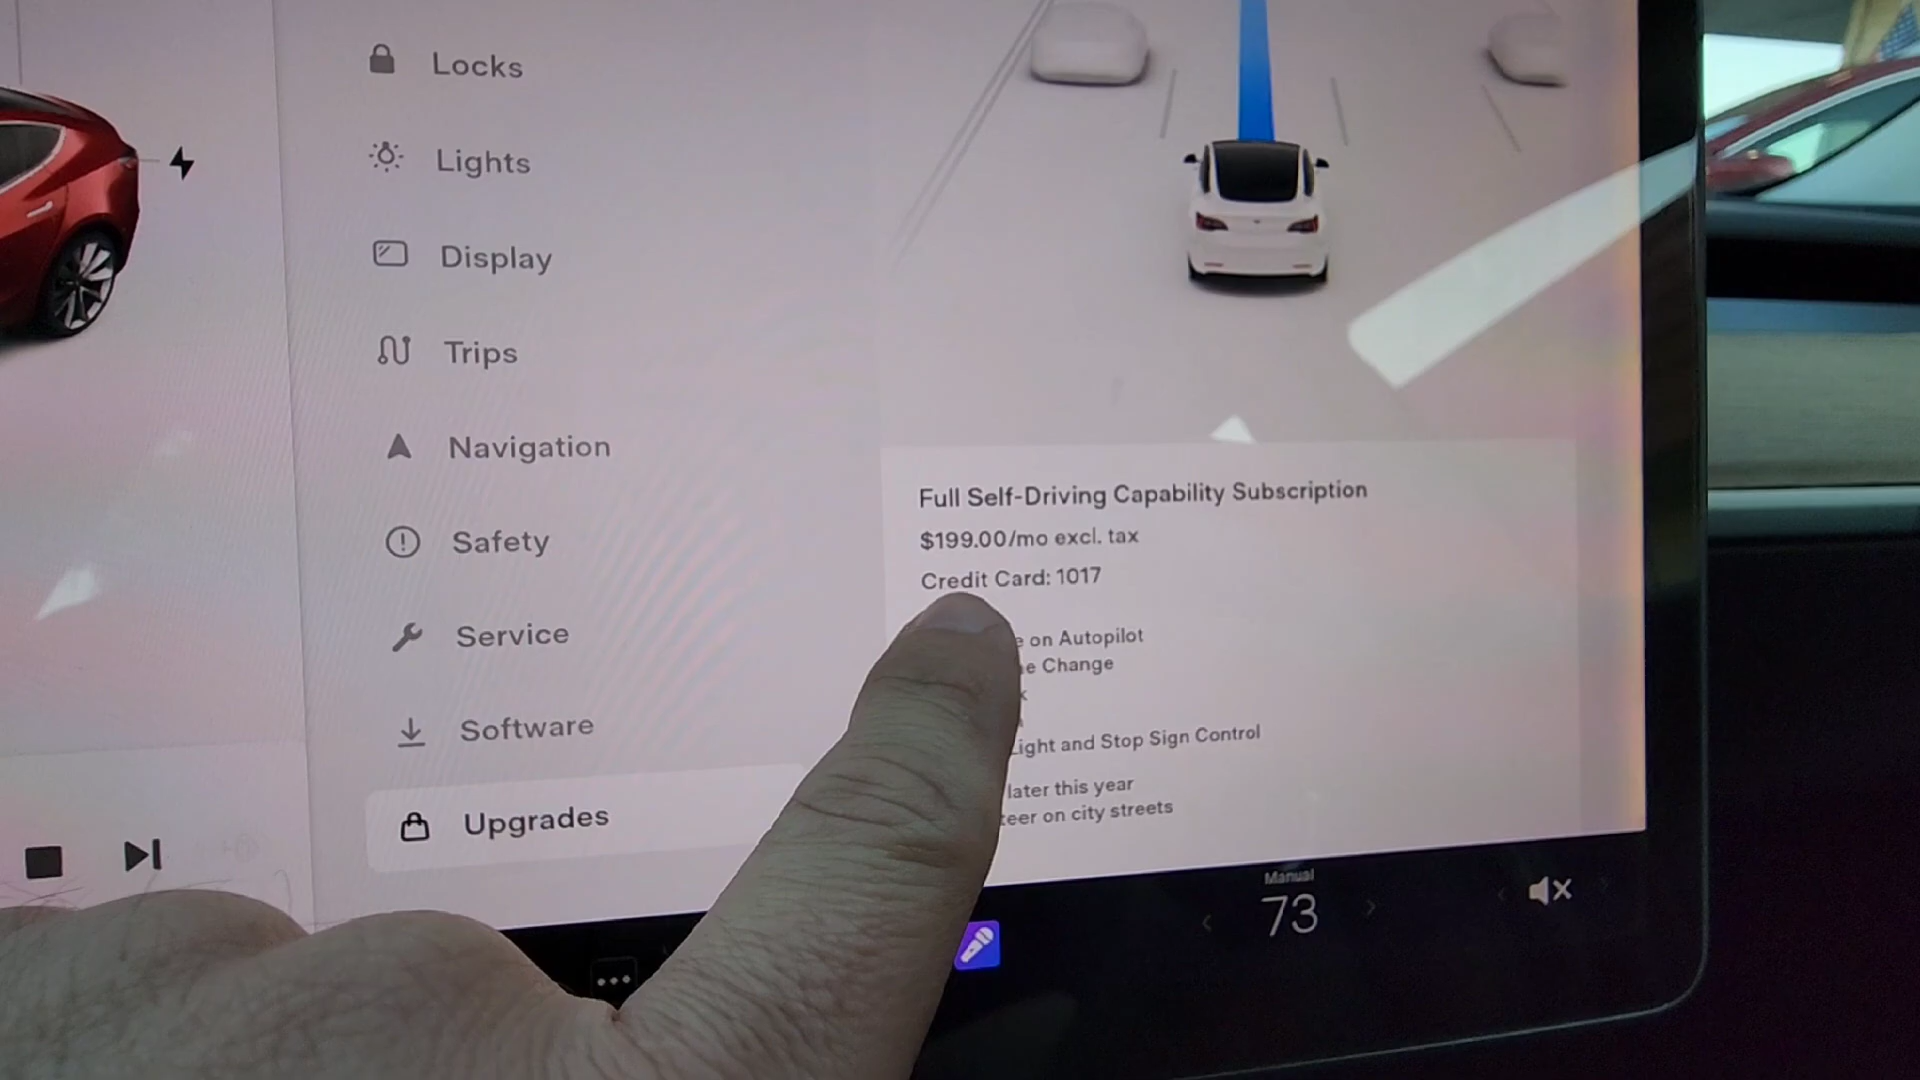 Locks
Lights
Display
Trips
Navigation
Safety
Service
Software
Upgrades
Full Self-Driving Capability Subscription
$199.00/mo excl. tax
Credit Card: 1017
on Autopilot
Change
Light and Stop Sign Control
later this year
on city streets
Manual
73